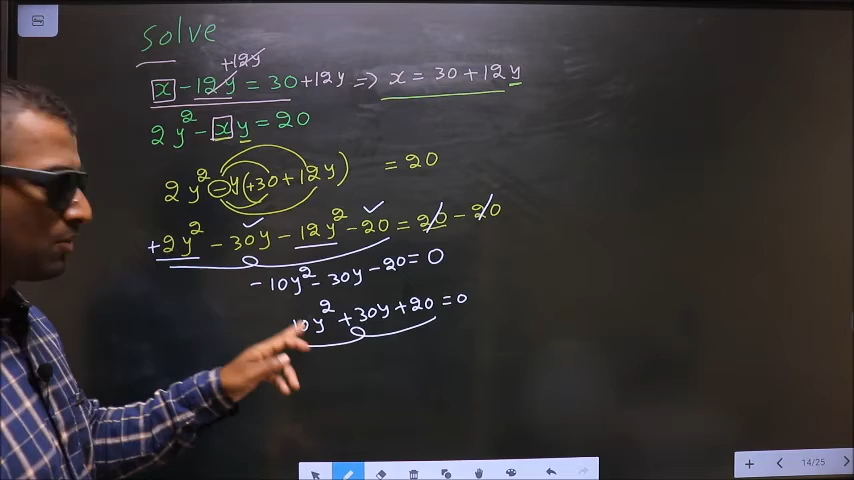 solve
+12y
x - 12y = 30 + 12y => x = 30 + 12y
2y² - xy = 20
2y² - y(+30 + 12y) = 20
+2y² - 30y - 12y² - 20 = 20 - 20
-10y² - 30y - 20 = 0
10y² + 30y + 20 = 0
14/25